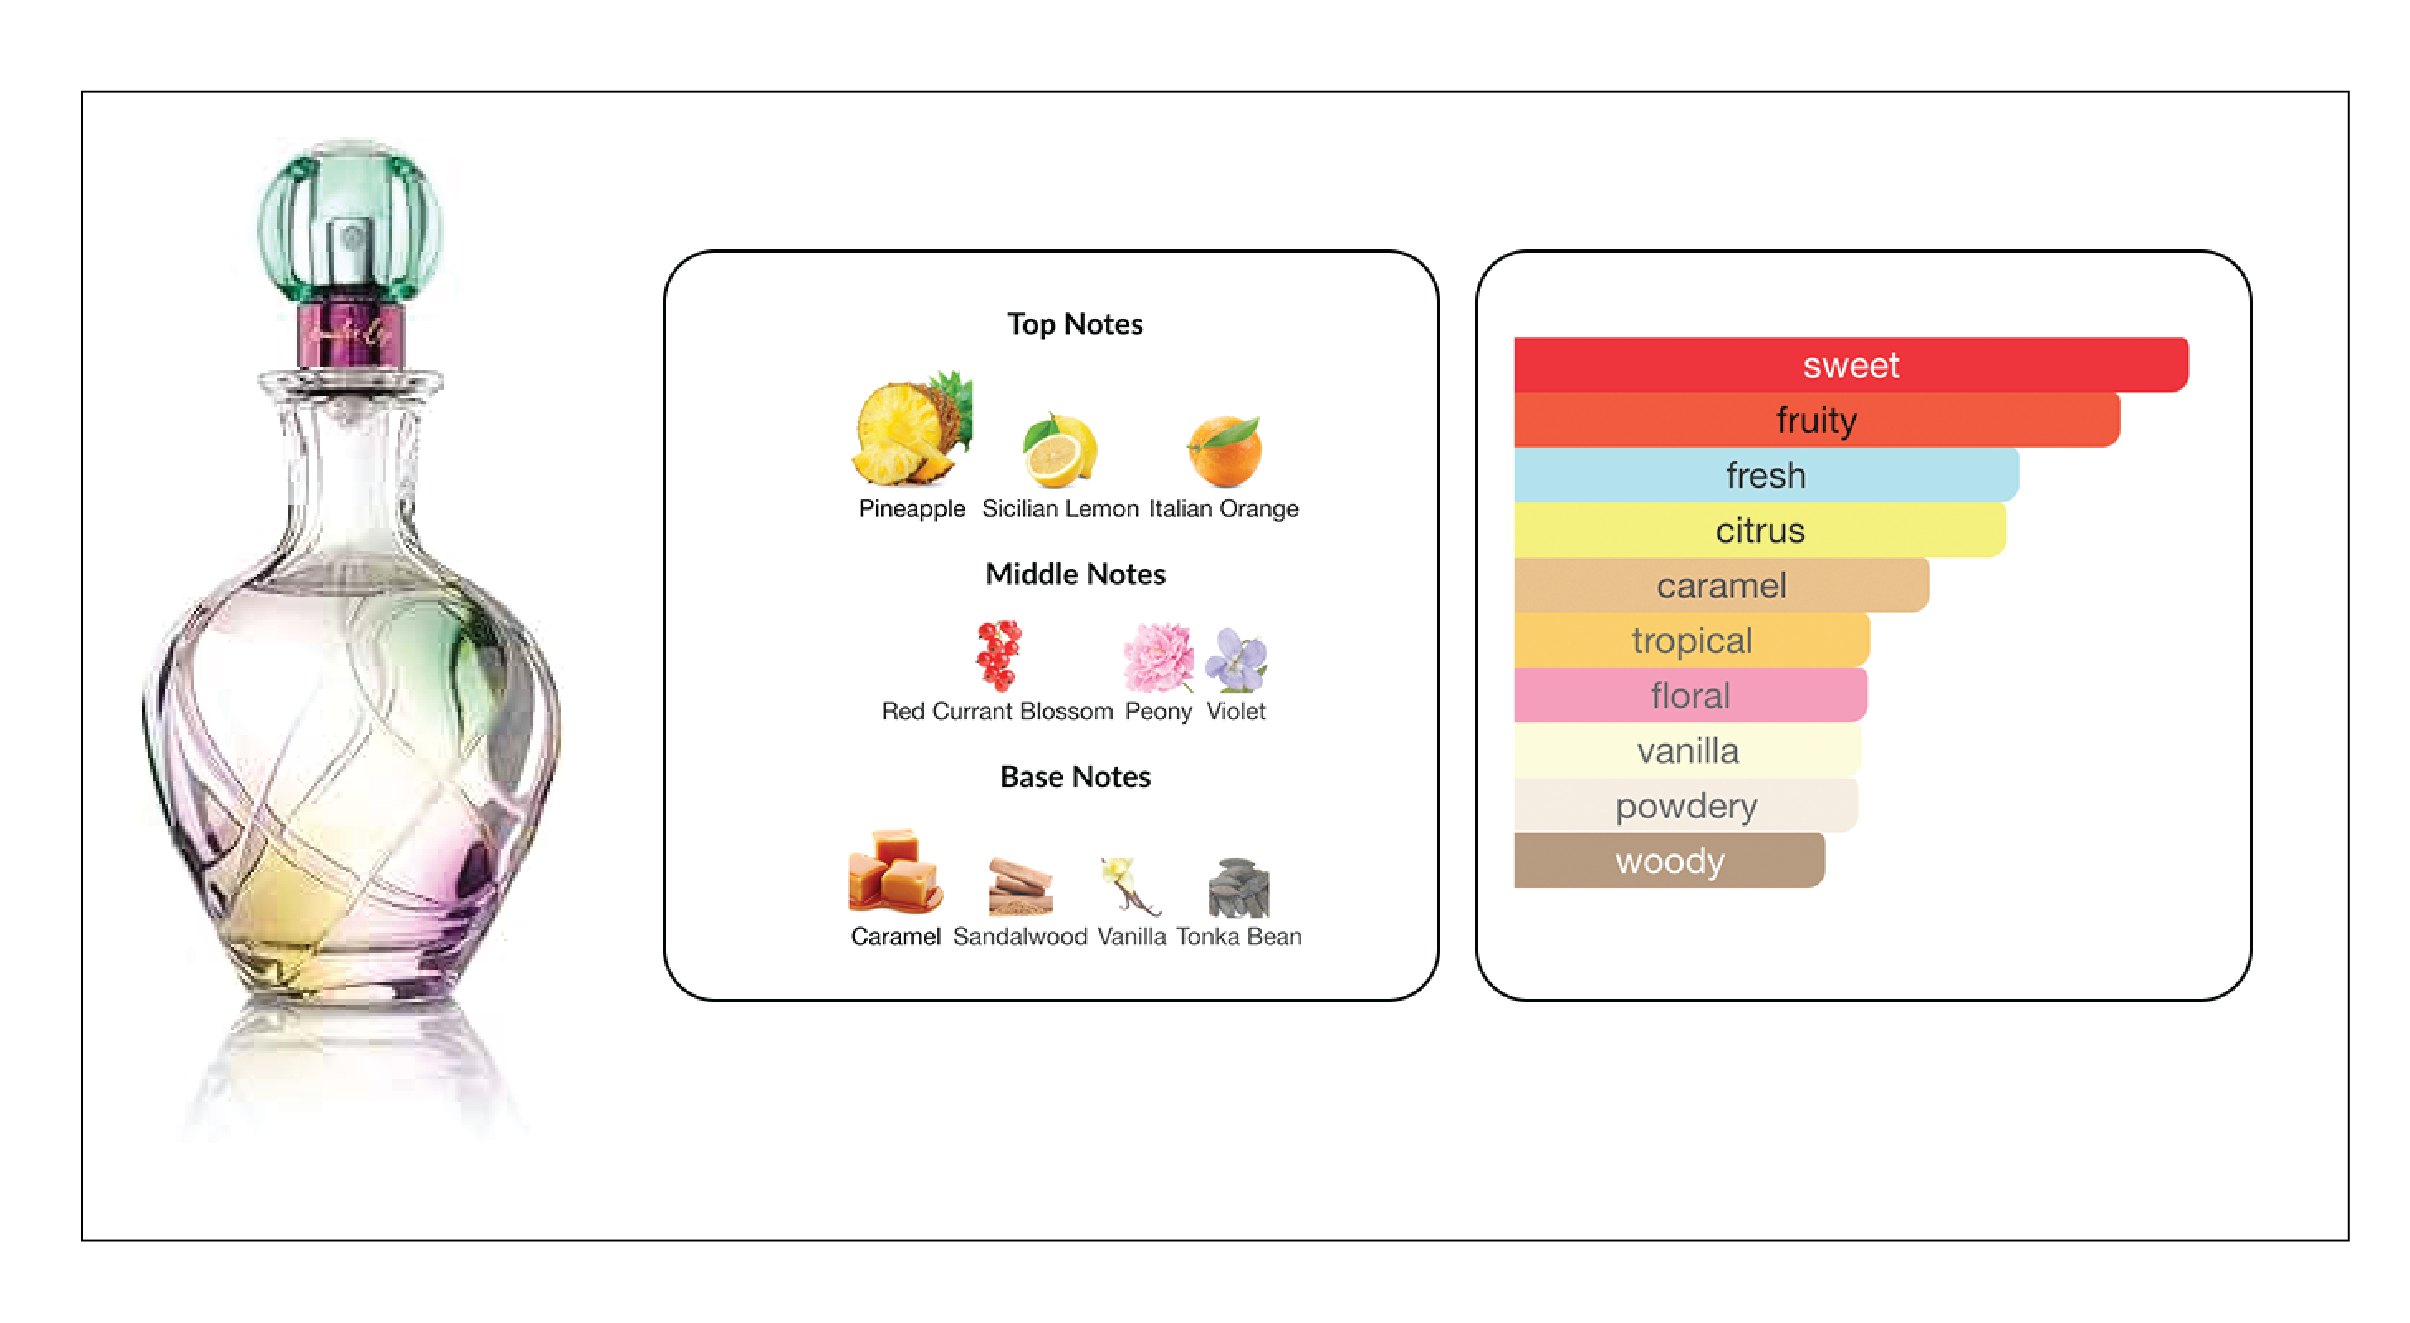 Top Notes
Pineapple Sicilian Lemon Italian Orange
Middle Notes
Red Currant Blossom Peony Violet
Base Notes
Caramel Sandalwood Vanilla Tonka Bean
sweet
fruity
fresh
citrus
caramel
tropical
floral
vanilla
powdery
woody